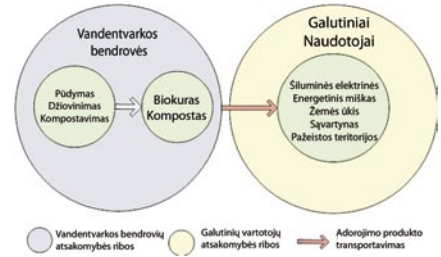 Vandentvarkos
bendrovės
Pūdymas
Džiovinimas
Kompostavimas
Biokuras
Kompostas
Galutiniai
Naudotojai
Šiluminės elektrinės
Energetinis miškas
Žemės ūkis
Sąvartynas
Pažeistos teritorijos
Vandentvarkos bendrovių
atsakomybės ribos
Galutinių vartotojų
atsakomybės ribos
Adorojimo produkto
transportavimas